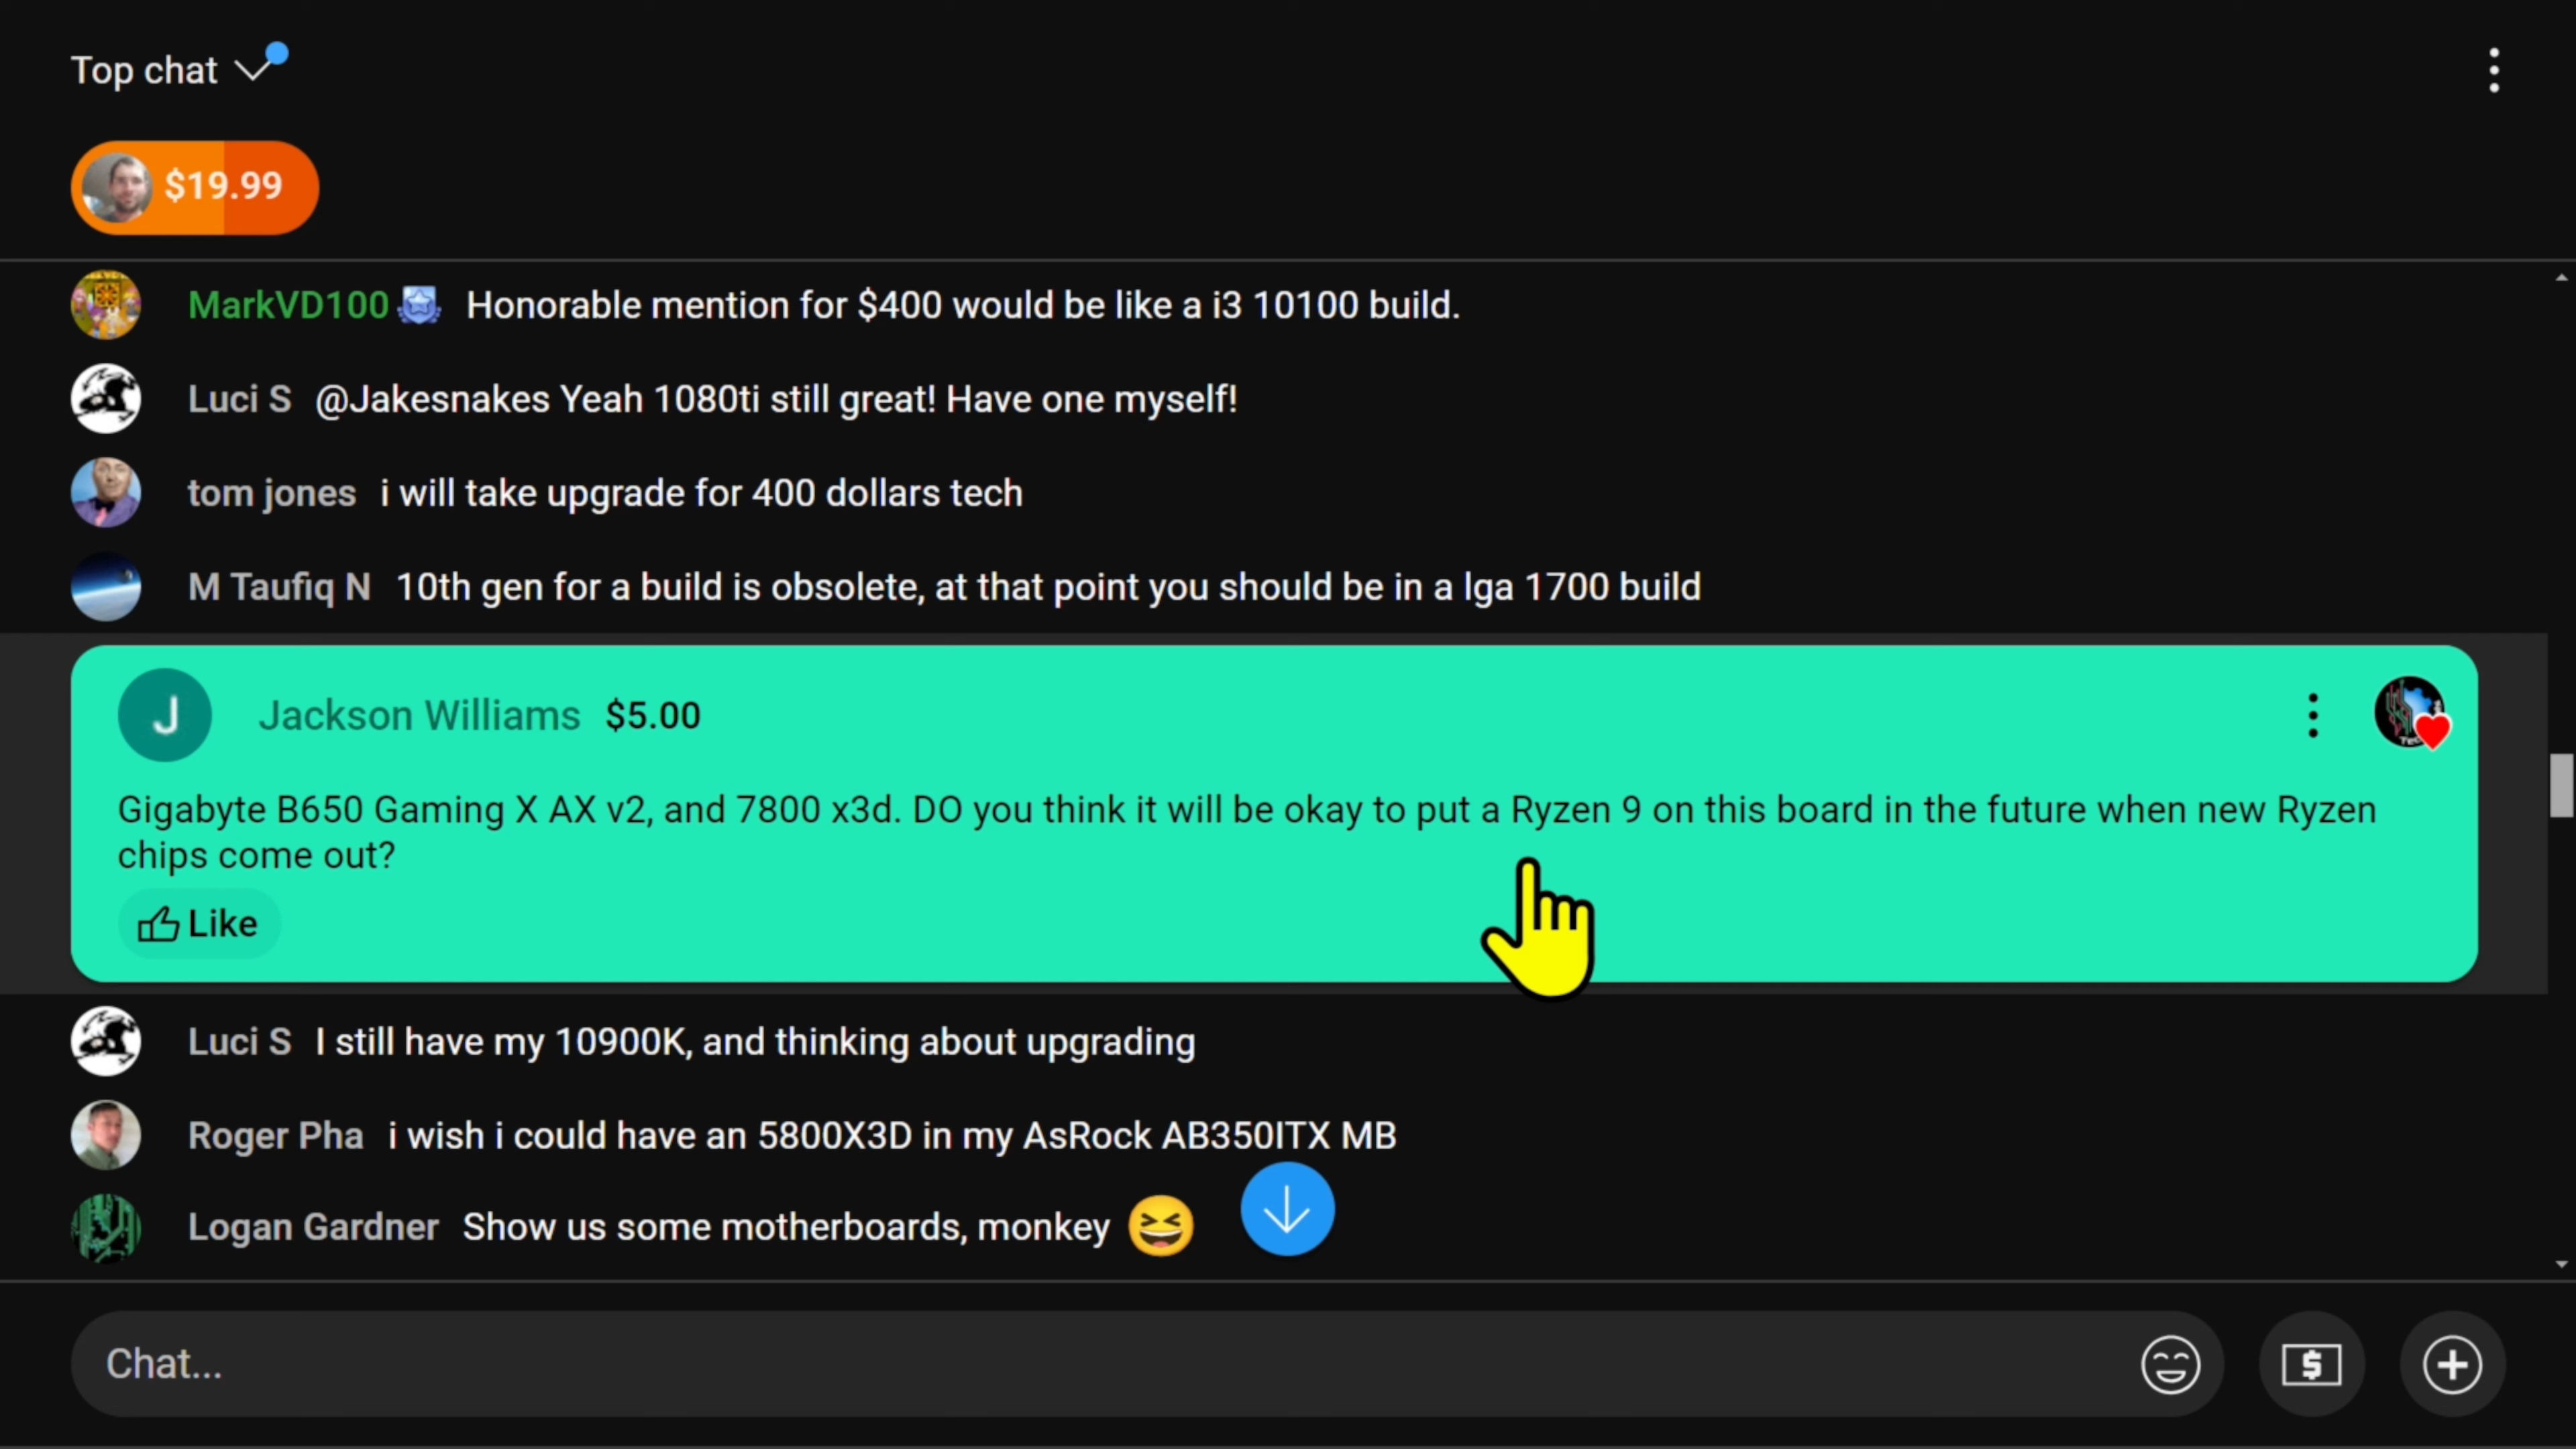 Top chat
$19.99
MarkVD100 Honorable mention for $400 would be like a i3 10100 build.
Luci S @Jakesnakes Yeah 1080ti still great! Have one myself!
tom jones i will take upgrade for 400 dollars tech
M Taufiq N 10th gen for a build is obsolete, at that point you should be in a lga 1700 build
J Jackson Williams $5.00
Gigabyte B650 Gaming X AX v2, and 7800 x3d. DO you think it will be okay to put a Ryzen 9 on this board in the future when new Ryzen
chips come out?
Like
Luci S I still have my 10900K, and thinking about upgrading
Roger Pha i wish i could have an 5800X3D in my AsRock AB350ITX MB
Logan Gardner Show us some motherboards, monkey 😆
Chat...